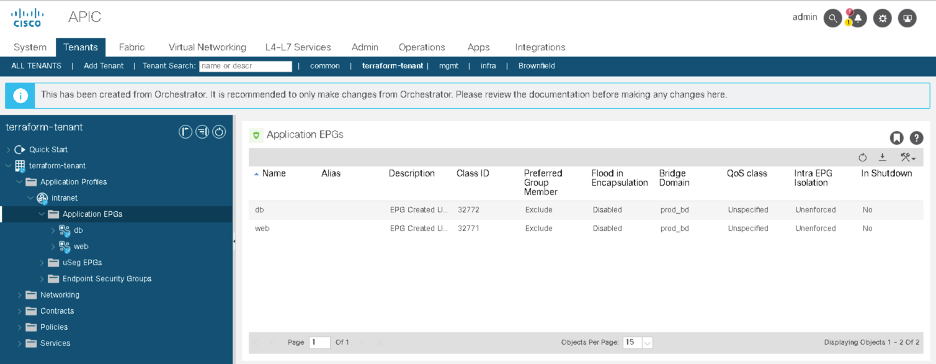 CISCO
APIC
admin
System Tenants Fabric Virtual Networking L4-L7 Services Admin Operations Apps Integrations
ALL TENANTS | Add Tenant | Tenant Search: name or descr | common | terraform-tenant | mgmt | infra | Brownfield
This has been created from Orchestrator. It is recommended to only make changes from Orchestrator. Please review the documentation before making any changes here.
terraform-tenant
Quick Start
terraform-tenant
Application Profiles
intranet
Application EPGs
db
web
uSeg EPGs
Endpoint Security Groups
Networking
Contracts
Policies
Services
Application EPGs
Name Alias Description Class ID Preferred Group Member Flood in Encapsulation Bridge Domain QoS class Intra EPG Isolation In Shutdown
db EPG Created U... 32772 Exclude Disabled prod_bd Unspecified Unenforced No
web EPG Created U... 32771 Exclude Disabled prod_bd Unspecified Unenforced No
Page 1 Of 1 Objects Per Page: 15 Displaying Objects 1 - 2 Of 2